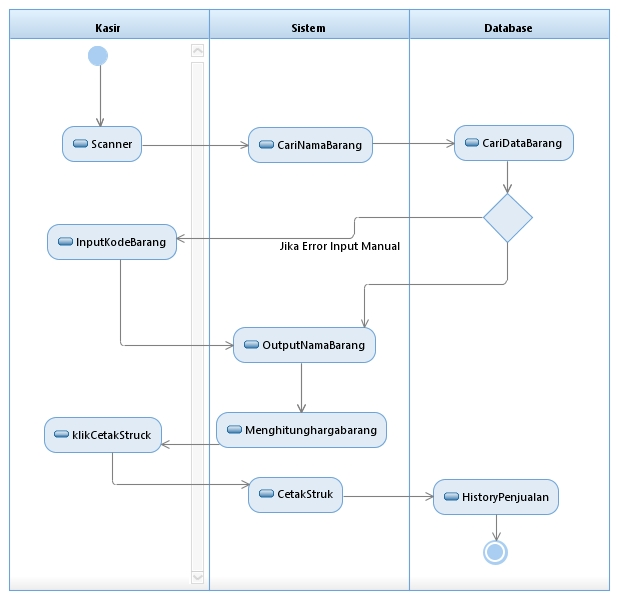 Kasir
Sistem
Database
Scanner
CariNamaBarang
CariDataBarang
InputKodeBarang
Jika Error Input Manual
OutputNamaBarang
klikCetakStruck
Menghitunghargabarang
CetakStruk
HistoryPenjualan